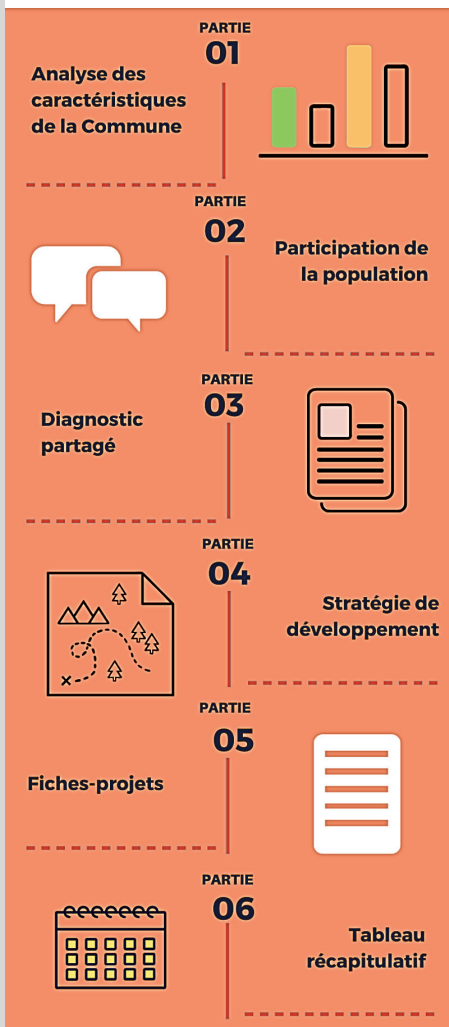 PARTIE
01
Analyse des
caractéristiques
de la Commune
PARTIE
02
Participation de
la population
PARTIE
03
Diagnostic
partagé
PARTIE
04
Stratégie de
développement
PARTIE
05
Fiches-projets
PARTIE
06
Tableau
récapitulatif